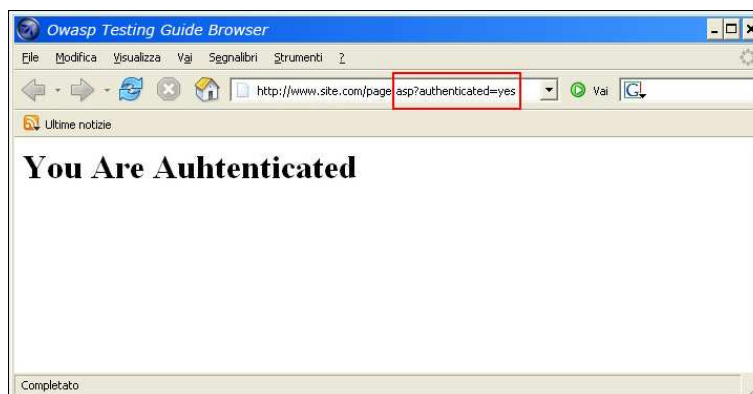 Owasp Testing Guide Browser
File Modifica Visualizza Vai Segnalibri Strumenti ?
http://www.site.com/page.asp?authenticated=yes Vai G
Ultime notizie
You Are Auhtenticated
Completato